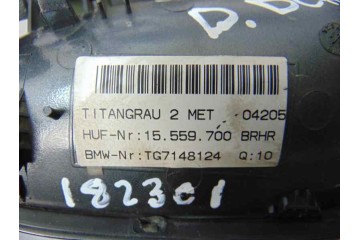 TITANGRAU 2 MET 04205
HUF-Nr:15.559.700 BRHR
BMW-Nr:TG7148124 Q:10
182301